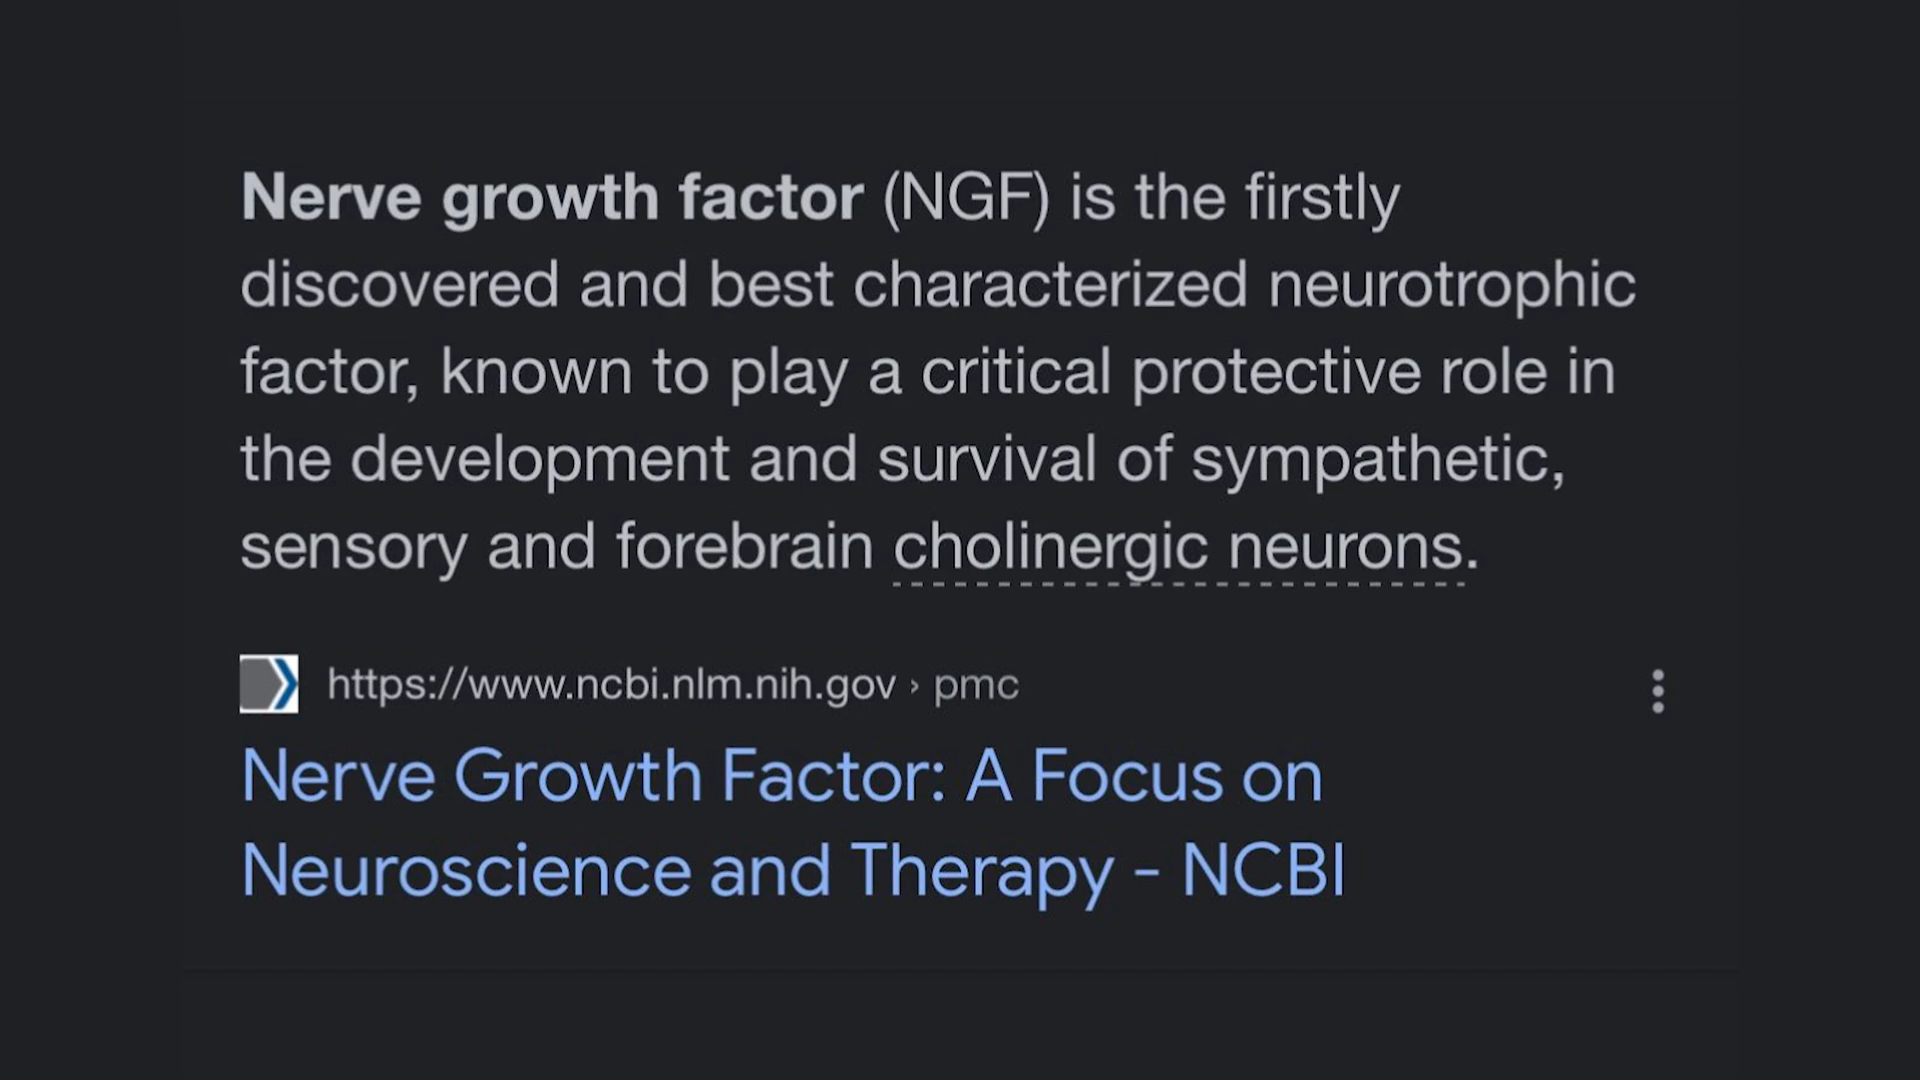 Nerve growth factor (NGF) is the firstly
discovered and best characterized neurotrophic
factor, known to play a critical protective role in
the development and survival of sympathetic,
sensory and forebrain cholinergic neurons.
https://www.ncbi.nlm.nih.gov › pmc
Nerve Growth Factor: A Focus on
Neuroscience and Therapy - NCBI